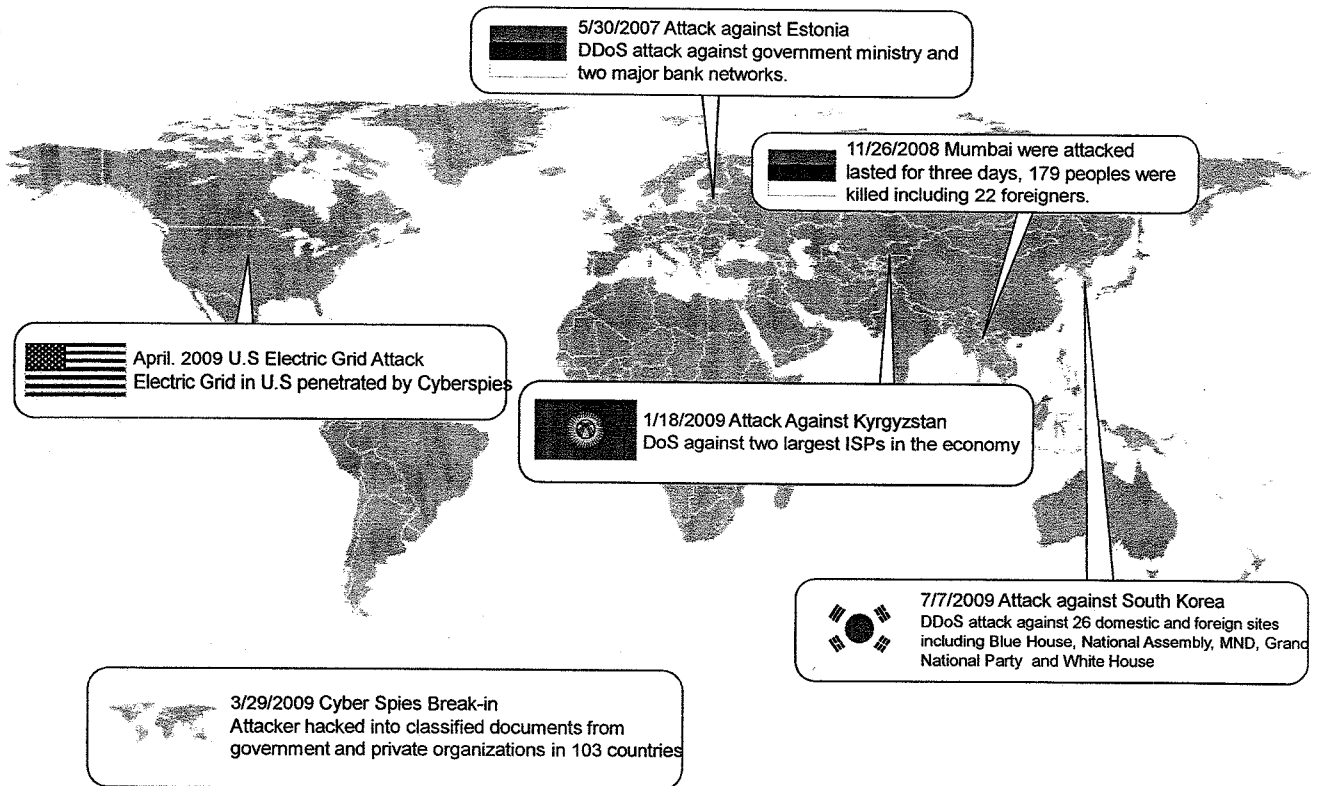 5/30/2007 Attack against Estonia
DDoS attack against government ministry and
two major bank networks.
11/26/2008 Mumbai were attacked
lasted for three days, 179 peoples were
killed including 22 foreigners.
April. 2009 U.S Electric Grid Attack
Electric Grid in U.S penetrated by Cyberspies
1/18/2009 Attack Against Kyrgyzstan
DoS against two largest ISPs in the economy
7/7/2009 Attack against South Korea
DDoS attack against 26 domestic and foreign sites
including Blue House, National Assembly, MND, Grand
National Party and White House
3/29/2009 Cyber Spies Break-in
Attacker hacked into classified documents from
government and private organizations in 103 countries